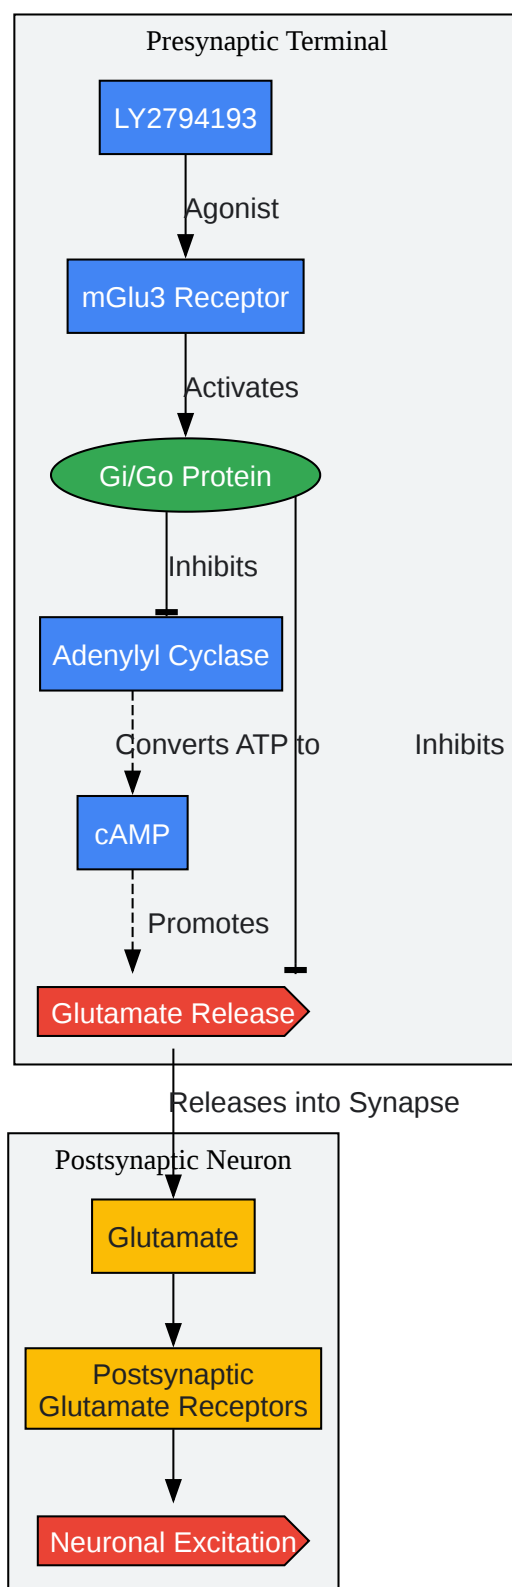 Presynaptic Terminal
LY2794193
Agonist
mGlu3 Receptor
Activates
Gi/Go Protein
Inhibits
Adenylyl Cyclase
Converts ATP to
Inhibits
cAMP
Promotes
Glutamate Release
Releases into Synapse
Postsynaptic Neuron
Glutamate
Postsynaptic
Glutamate Receptors
Neuronal Excitation